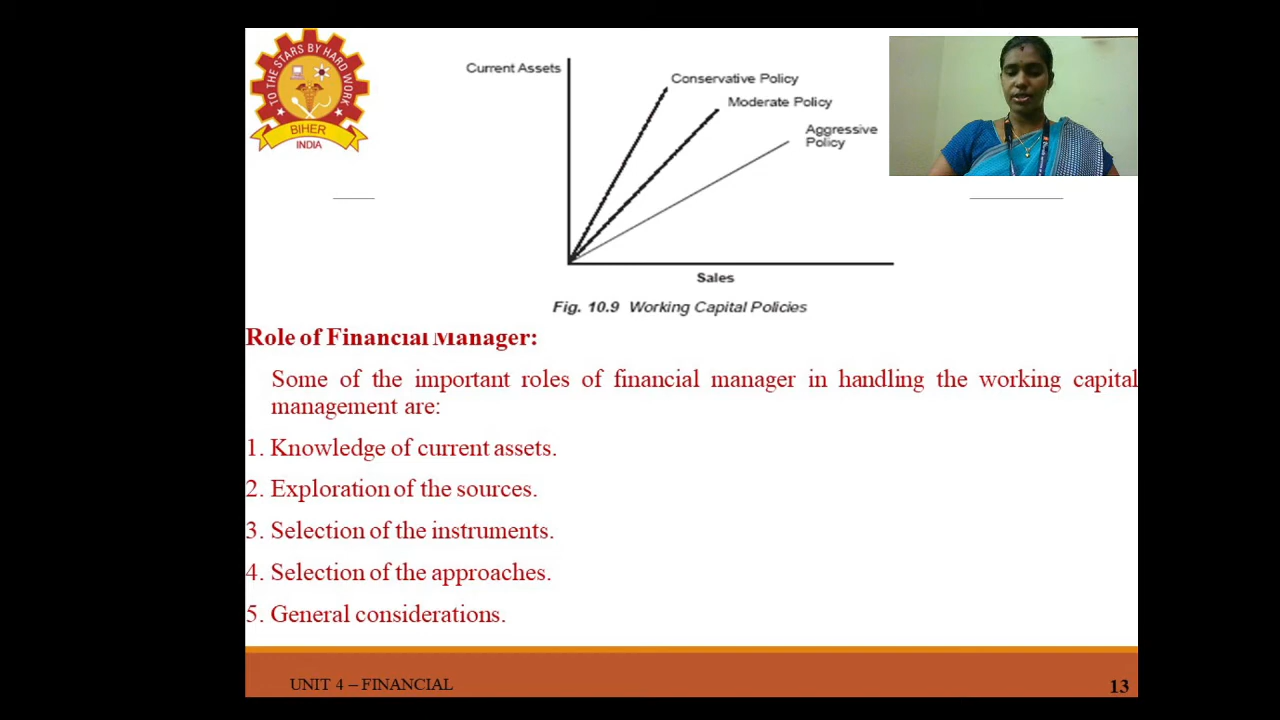 TO THE STARS BY HARD WORK
BIHER
INDIA
Current Assets
Conservative Policy
Moderate Policy
Aggressive
Policy
Sales
Fig. 10.9 Working Capital Policies
Role of Financial Manager:
Some of the important roles of financial manager in handling the working capital
management are:
1. Knowledge of current assets.
2. Exploration of the sources.
3. Selection of the instruments.
4. Selection of the approaches.
5. General considerations.
UNIT 4 – FINANCIAL
13